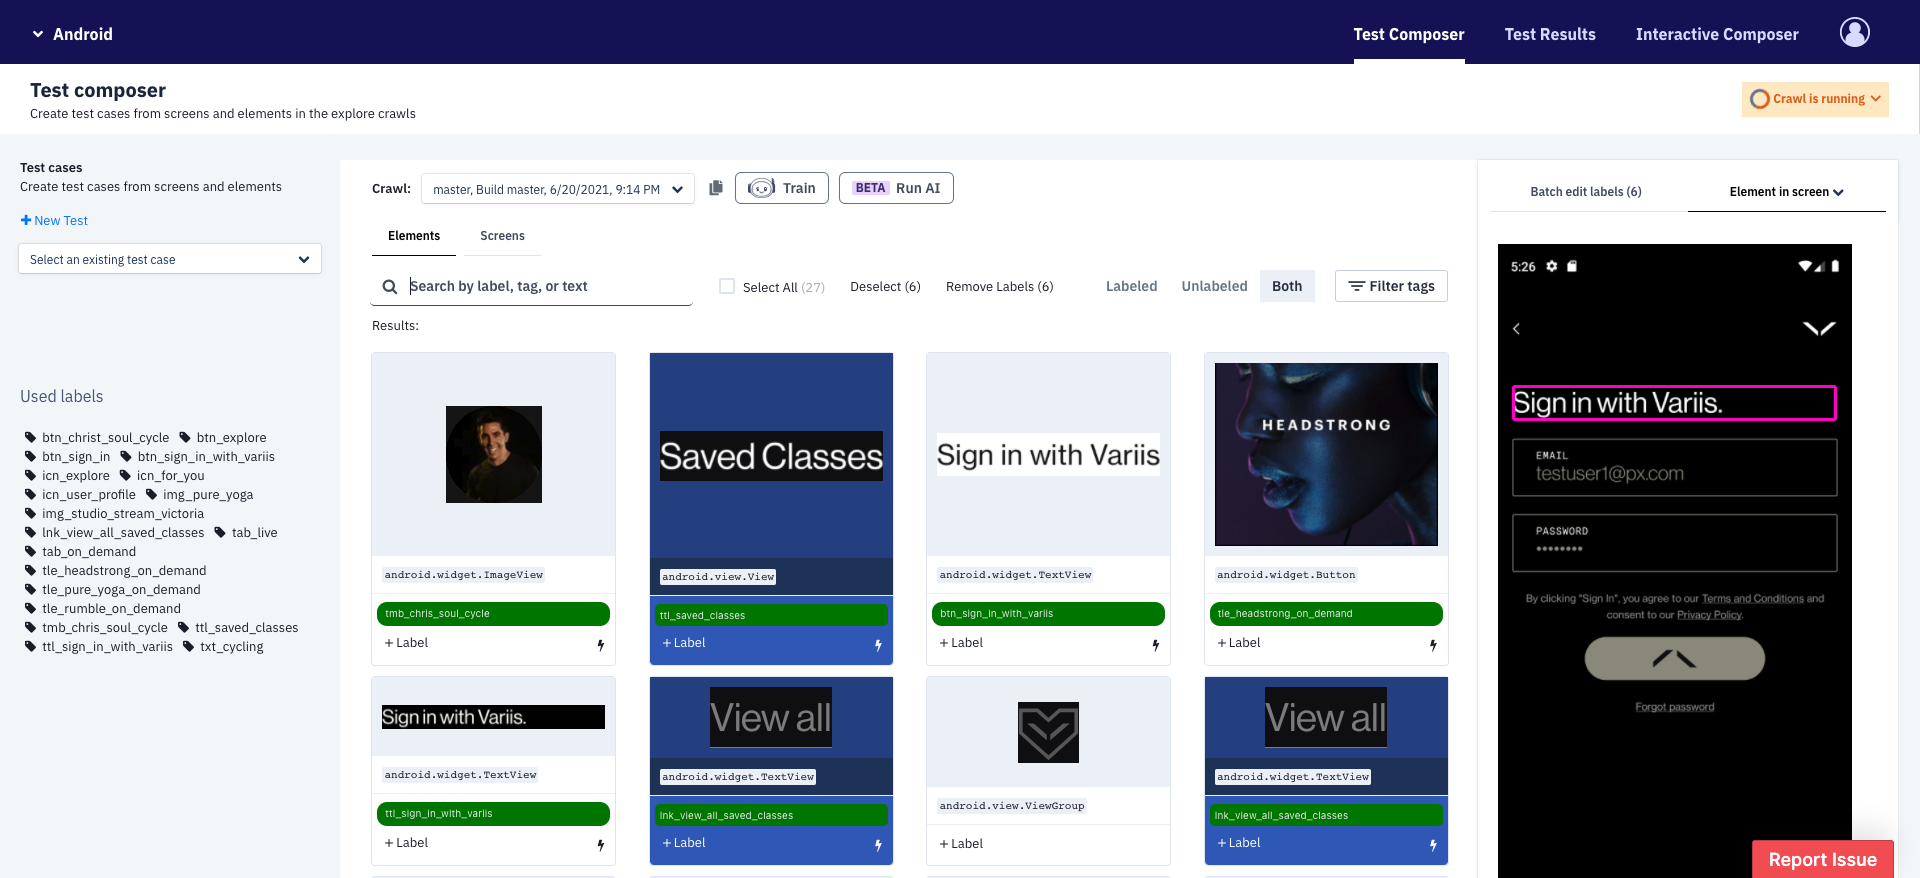 Android
Test Composer
Test Results
Interactive Composer
Test composer
Create test cases from screens and elements in the explore crawls
Crawl is running
Test cases
Create test cases from screens and elements
New Test
Select an existing test case
Used labels
btn_christ_soul_cycle btn_explore
btn_sign_in btn_sign_in_with_variis
icn_explore icn_for_you
icn_user_profile img_pure_yoga
img_studio_stream_victoria
lnk_view_all_saved_classes tab_live
tab_on_demand
tle_headstrong_on_demand
tle_pure_yoga_on_demand
tle_rumble_on_demand
tmb_chris_soul_cycle ttl_saved_classes
ttl_sign_in_with_variis txt_cycling
Crawl: master, Build master, 6/20/2021, 9:14 PM Train BETA Run AI
Elements Screens
Search by label, tag, or text Select All (27) Deselect (6) Remove Labels (6) Labeled Unlabeled Both Filter tags
Results:
android.widget.ImageView
tmb_chris_soul_cycle
+ Label
Saved Classes
android.view.View
ttl_saved_classes
+ Label
Sign in with Variis
android.widget.TextView
btn_sign_in_with_variis
+ Label
HEADSTRONG
android.widget.Button
tle_headstrong_on_demand
+ Label
Sign in with Variis.
android.widget.TextView
ttl_sign_in_with_variis
+ Label
View all
android.widget.TextView
lnk_view_all_saved_classes
+ Label
android.view.ViewGroup
+ Label
View all
android.widget.TextView
lnk_view_all_saved_classes
+ Label
Batch edit labels (6) Element in screen
5:26
Sign in with Variis.
EMAIL
testuser1@px.com
PASSWORD
••••••••
By clicking "Sign In", you agree to our Terms and Conditions and
consent to our Privacy Policy.
Forgot password
Report Issue